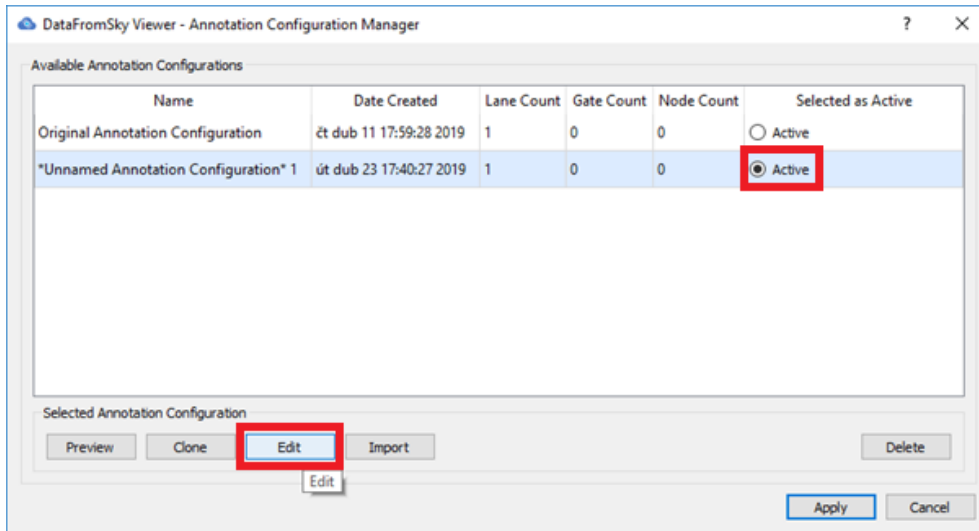 DataFromSky Viewer - Annotation Configuration Manager ? ×
Available Annotation Configurations
Name Date Created Lane Count Gate Count Node Count Selected as Active
Original Annotation Configuration čt dub 11 17:59:28 2019 1 0 0 Active
*Unnamed Annotation Configuration* 1 út dub 23 17:40:27 2019 1 0 0 Active
Selected Annotation Configuration
Preview Clone Edit Import Delete
Edit
Apply Cancel